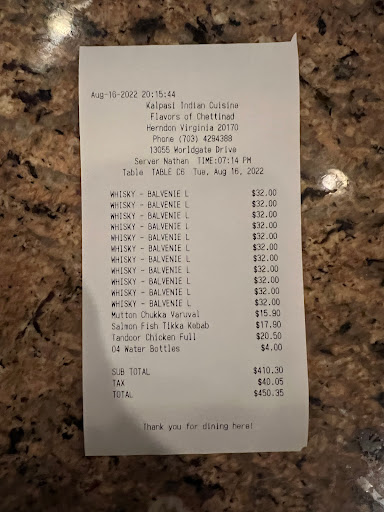 Aug-16-2022 20:15:44
Kalpasi Indian Cuisine
Flavors of Chettinad
Herndon Virginia 20170
Phone (703) 4294388
13055 Worldgate Drive
Server Nathan TIME:07:14 PM
Table TABLE C6 Tue, Aug 16, 2022
WHISKY - BALVENIE L $32.00
WHISKY - BALVENIE L $32.00
WHISKY - BALVENIE L $32.00
WHISKY - BALVENIE L $32.00
WHISKY - BALVENIE L $32.00
WHISKY - BALVENIE L $32.00
WHISKY - BALVENIE L $32.00
WHISKY - BALVENIE L $32.00
WHISKY - BALVENIE L $32.00
WHISKY - BALVENIE L $32.00
WHISKY - BALVENIE L $32.00
Mutton Chukka Varuval $15.90
Salmon Fish Tikka Kebab $17.90
Tandoor Chicken Full $20.50
04 Water Bottles $4.00
SUB TOTAL $410.30
TAX $40.05
TOTAL $450.35
Thank you for dining here!